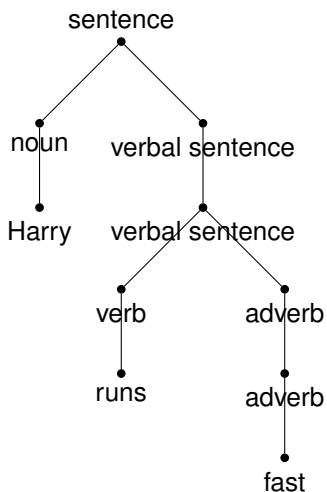 sentence
noun
verbal sentence
Harry
verbal sentence
verb
adverb
runs
adverb
fast